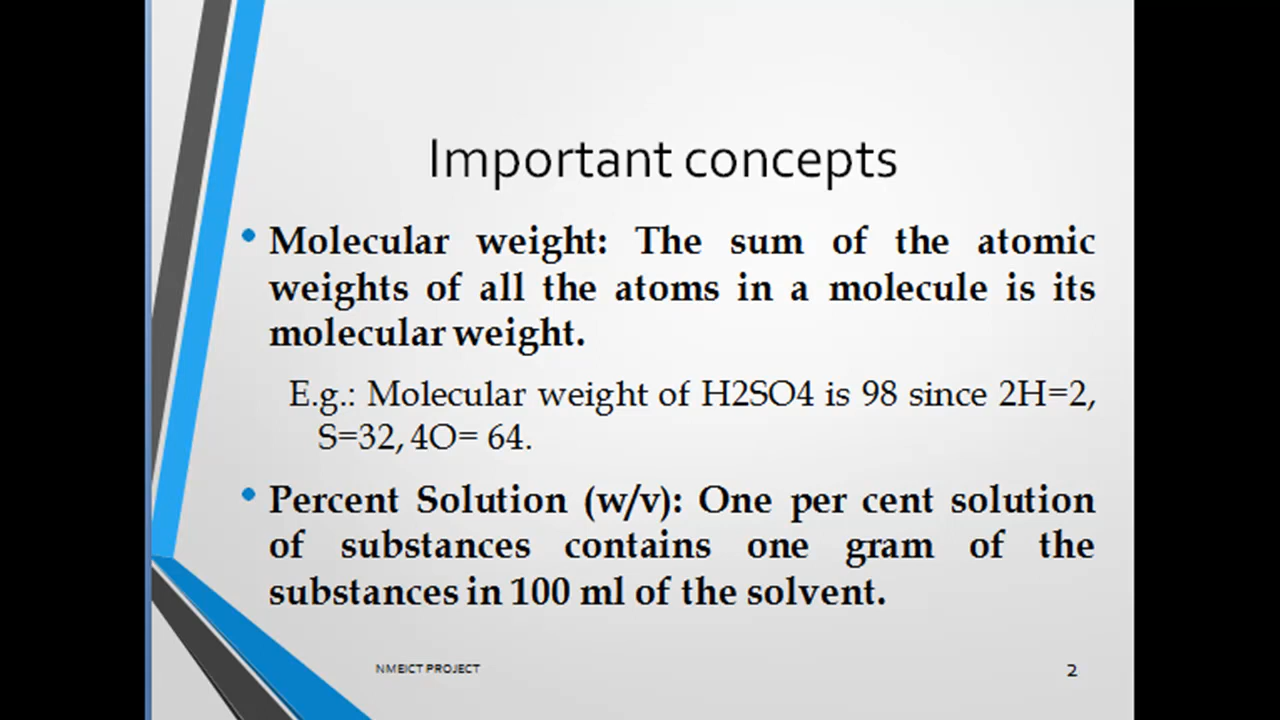 Important concepts
• Molecular weight: The sum of the atomic
weights of all the atoms in a molecule is its
molecular weight.
E.g.: Molecular weight of H2SO4 is 98 since 2H=2,
S=32, 4O= 64.
• Percent Solution (w/v): One per cent solution
of substances contains one gram of the
substances in 100 ml of the solvent.
NMEICT PROJECT
2